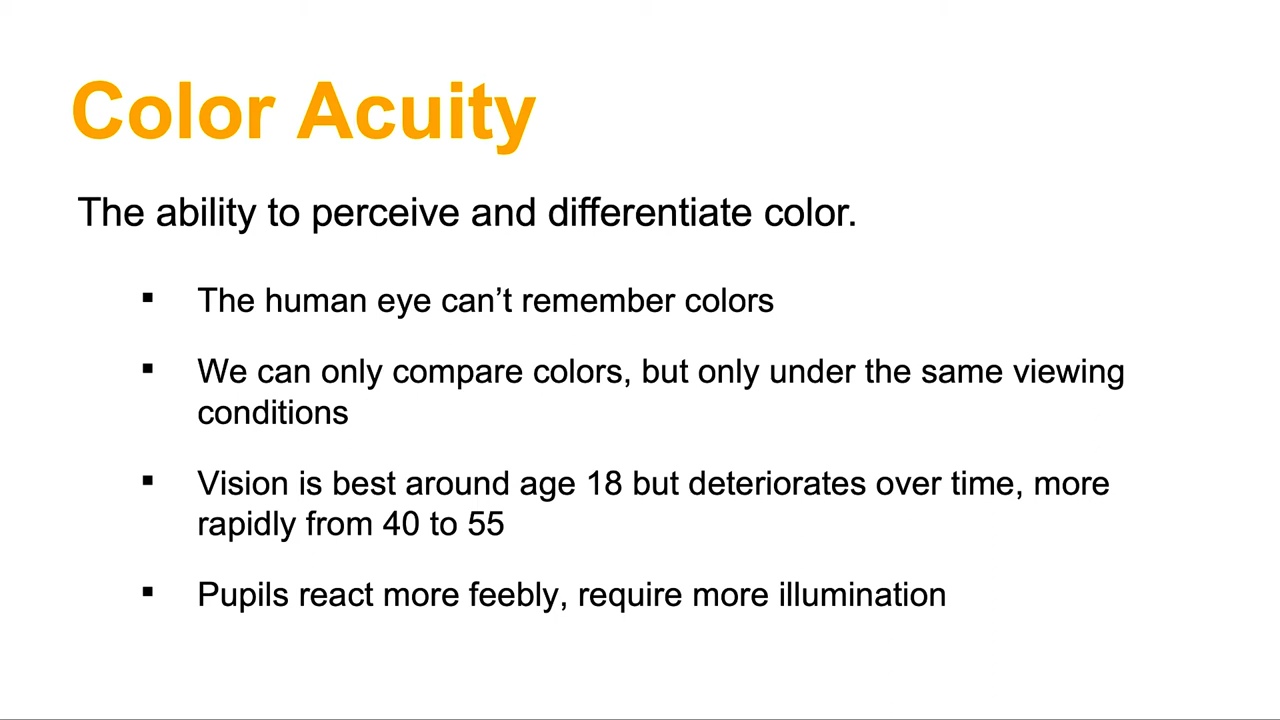 Color Acuity
The ability to perceive and differentiate color.
▪ The human eye can’t remember colors
▪ We can only compare colors, but only under the same viewing
conditions
▪ Vision is best around age 18 but deteriorates over time, more
rapidly from 40 to 55
▪ Pupils react more feebly, require more illumination